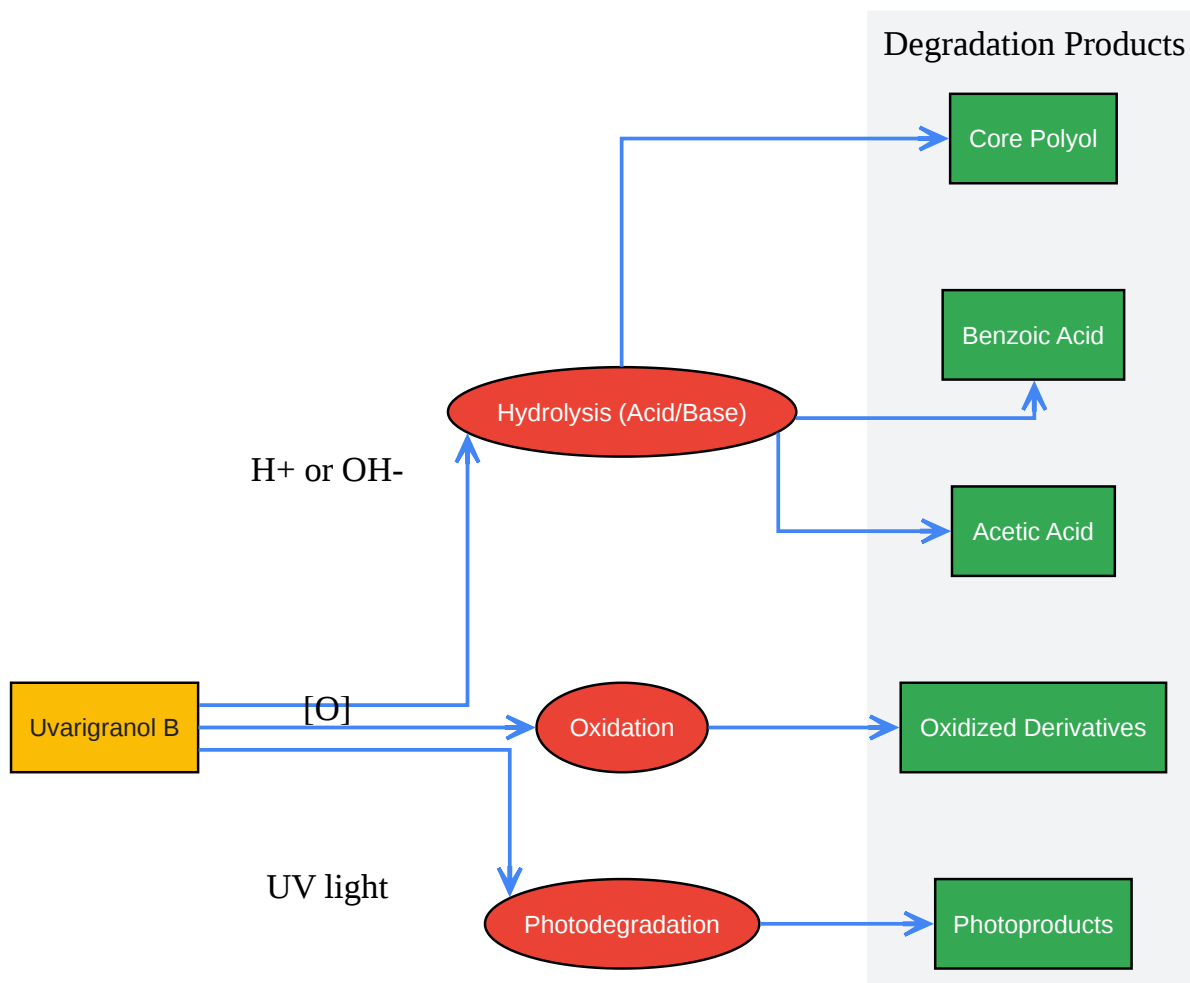 Degradation Products
Core Polyol
Benzoic Acid
Hydrolysis (Acid/Base)
H+ or OH-
Acetic Acid
Uvarigranol B
[O]
Oxidation
Oxidized Derivatives
UV light
Photodegradation
Photoproducts